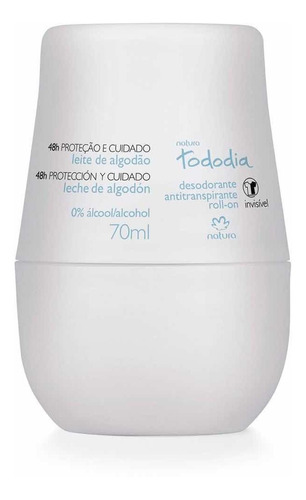 48h PROTEÇÃO E CUIDADO
leite de algodão
48h PROTECCIÓN Y CUIDADO
leche de algodón
0% álcool/alcohol
70ml
natura
tododia
desodorante
antitranspirante
roll-on
invisível
natura